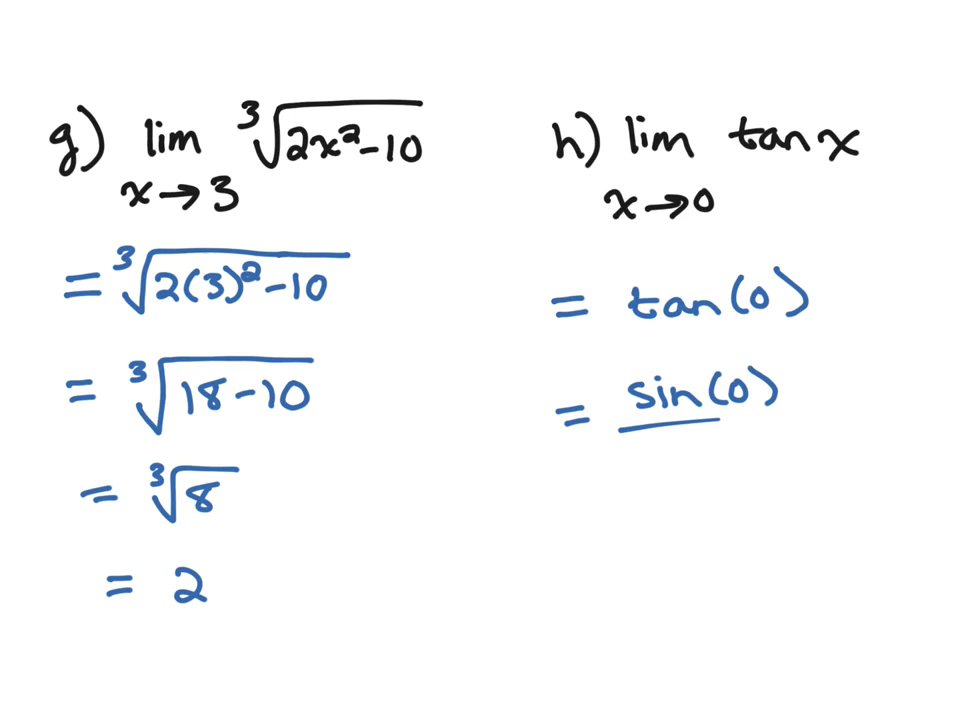 g) lim ∛(2x²-10)
x→3
= ∛(2(3)²-10)
= ∛(18-10)
= ∛8
= 2
h) lim tan x
x→0
= tan(0)
= sin(0)